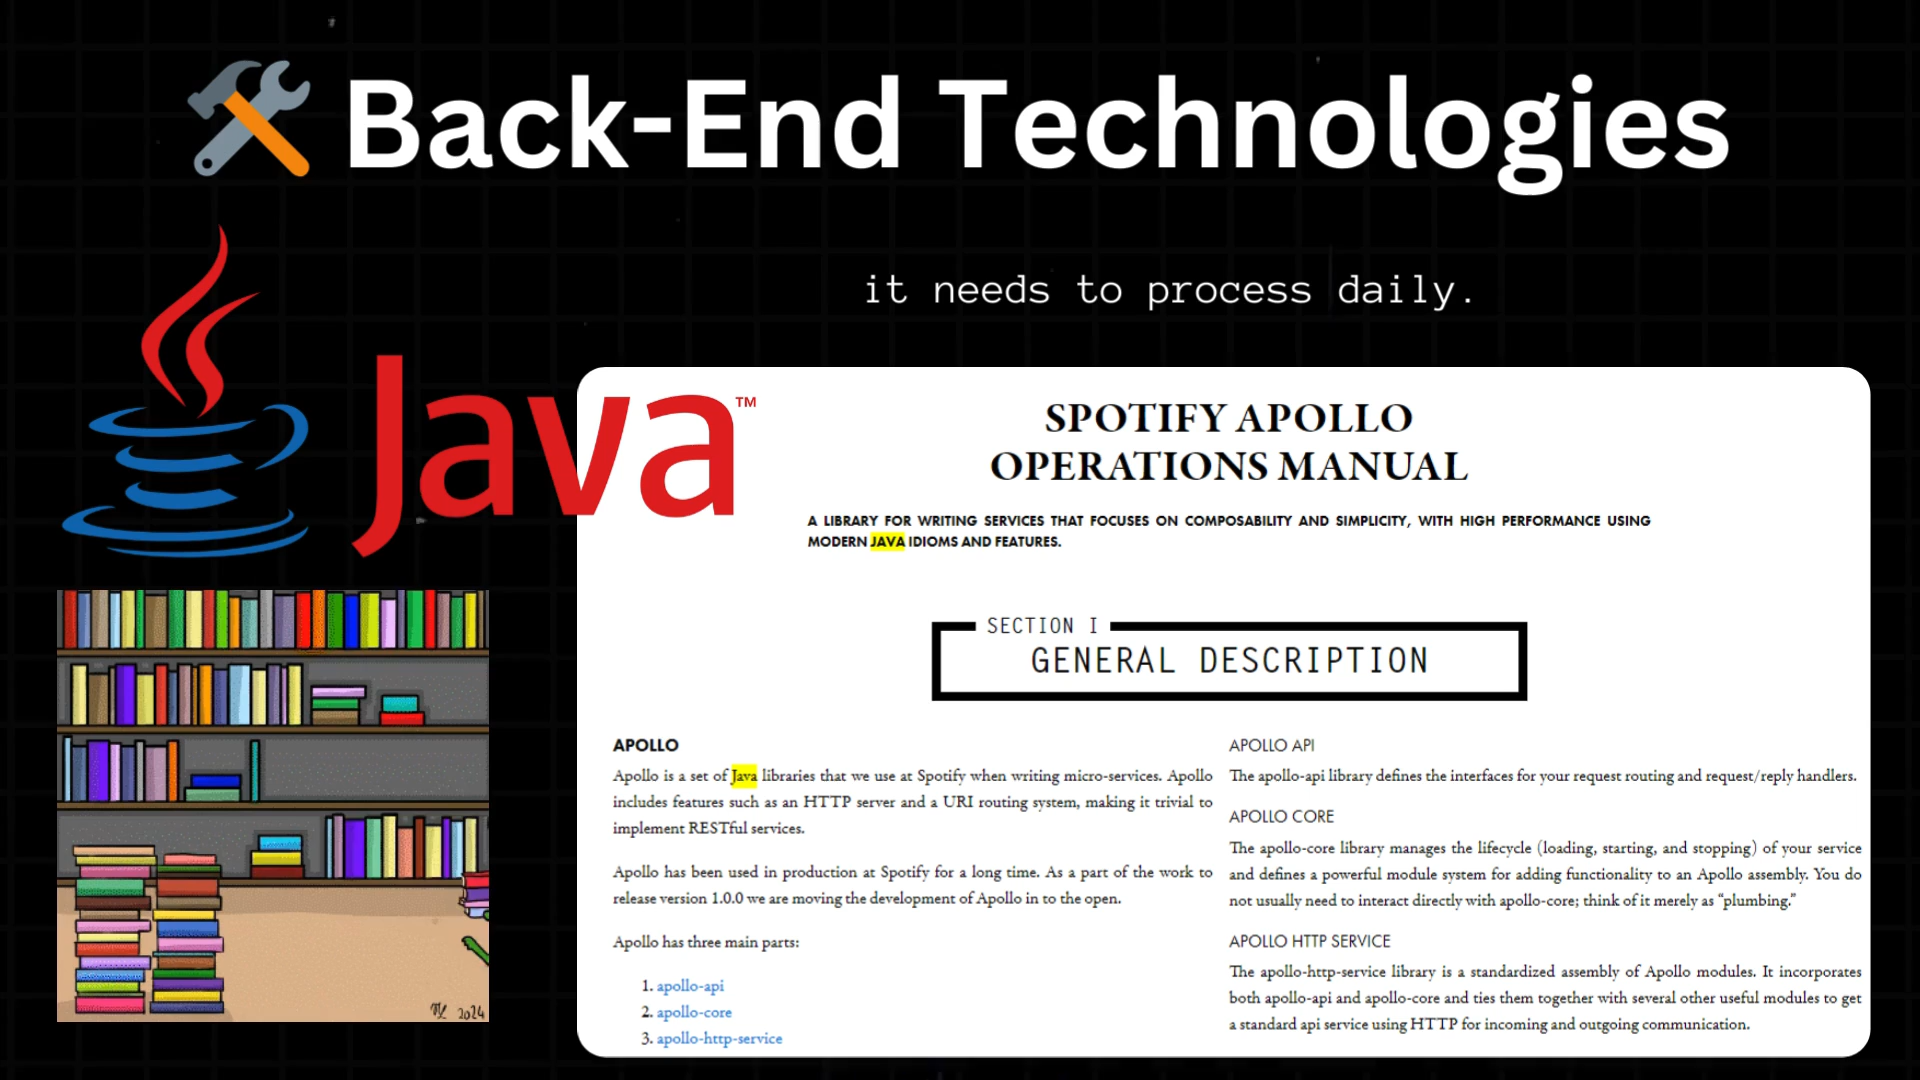 Back-End Technologies
it needs to process daily.
Java™
SPOTIFY APOLLO
OPERATIONS MANUAL
A LIBRARY FOR WRITING SERVICES THAT FOCUSES ON COMPOSABILITY AND SIMPLICITY, WITH HIGH PERFORMANCE USING
MODERN JAVA IDIOMS AND FEATURES.
SECTION I
GENERAL DESCRIPTION
APOLLO
Apollo is a set of Java libraries that we use at Spotify when writing micro-services. Apollo
includes features such as an HTTP server and a URI routing system, making it trivial to
implement RESTful services.
Apollo has been used in production at Spotify for a long time. As a part of the work to
release version 1.0.0 we are moving the development of Apollo in to the open.
Apollo has three main parts:
1. apollo-api
2. apollo-core
3. apollo-http-service
APOLLO API
The apollo-api library defines the interfaces for your request routing and request/reply handlers.
APOLLO CORE
The apollo-core library manages the lifecycle (loading, starting, and stopping) of your service
and defines a powerful module system for adding functionality to an Apollo assembly. You do
not usually need to interact directly with apollo-core; think of it merely as “plumbing.”
APOLLO HTTP SERVICE
The apollo-http-service library is a standardized assembly of Apollo modules. It incorporates
both apollo-api and apollo-core and ties them together with several other useful modules to get
a standard api service using HTTP for incoming and outgoing communication.
2024